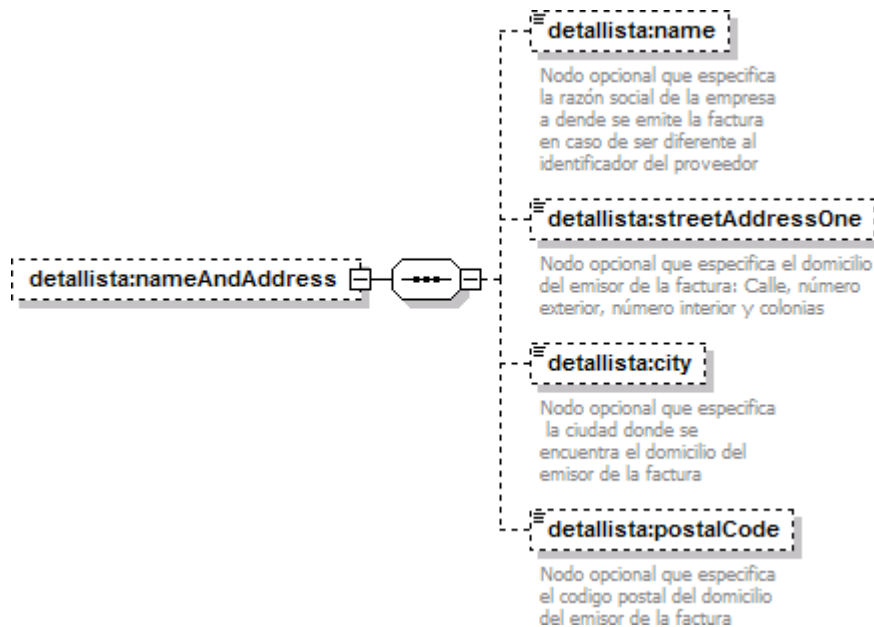 detallista:name
Nodo opcional que especifica
la razón social de la empresa
a dende se emite la factura
en caso de ser diferente al
identificador del proveedor
detallista:streetAddressOne
Nodo opcional que especifica el domicilio
del emisor de la factura: Calle, número
exterior, número interior y colonias
detallista:nameAndAddress
detallista:city
Nodo opcional que especifica
la ciudad donde se
encuentra el domicilio del
emisor de la factura
detallista:postalCode
Nodo opcional que especifica
el codigo postal del domicilio
del emisor de la factura